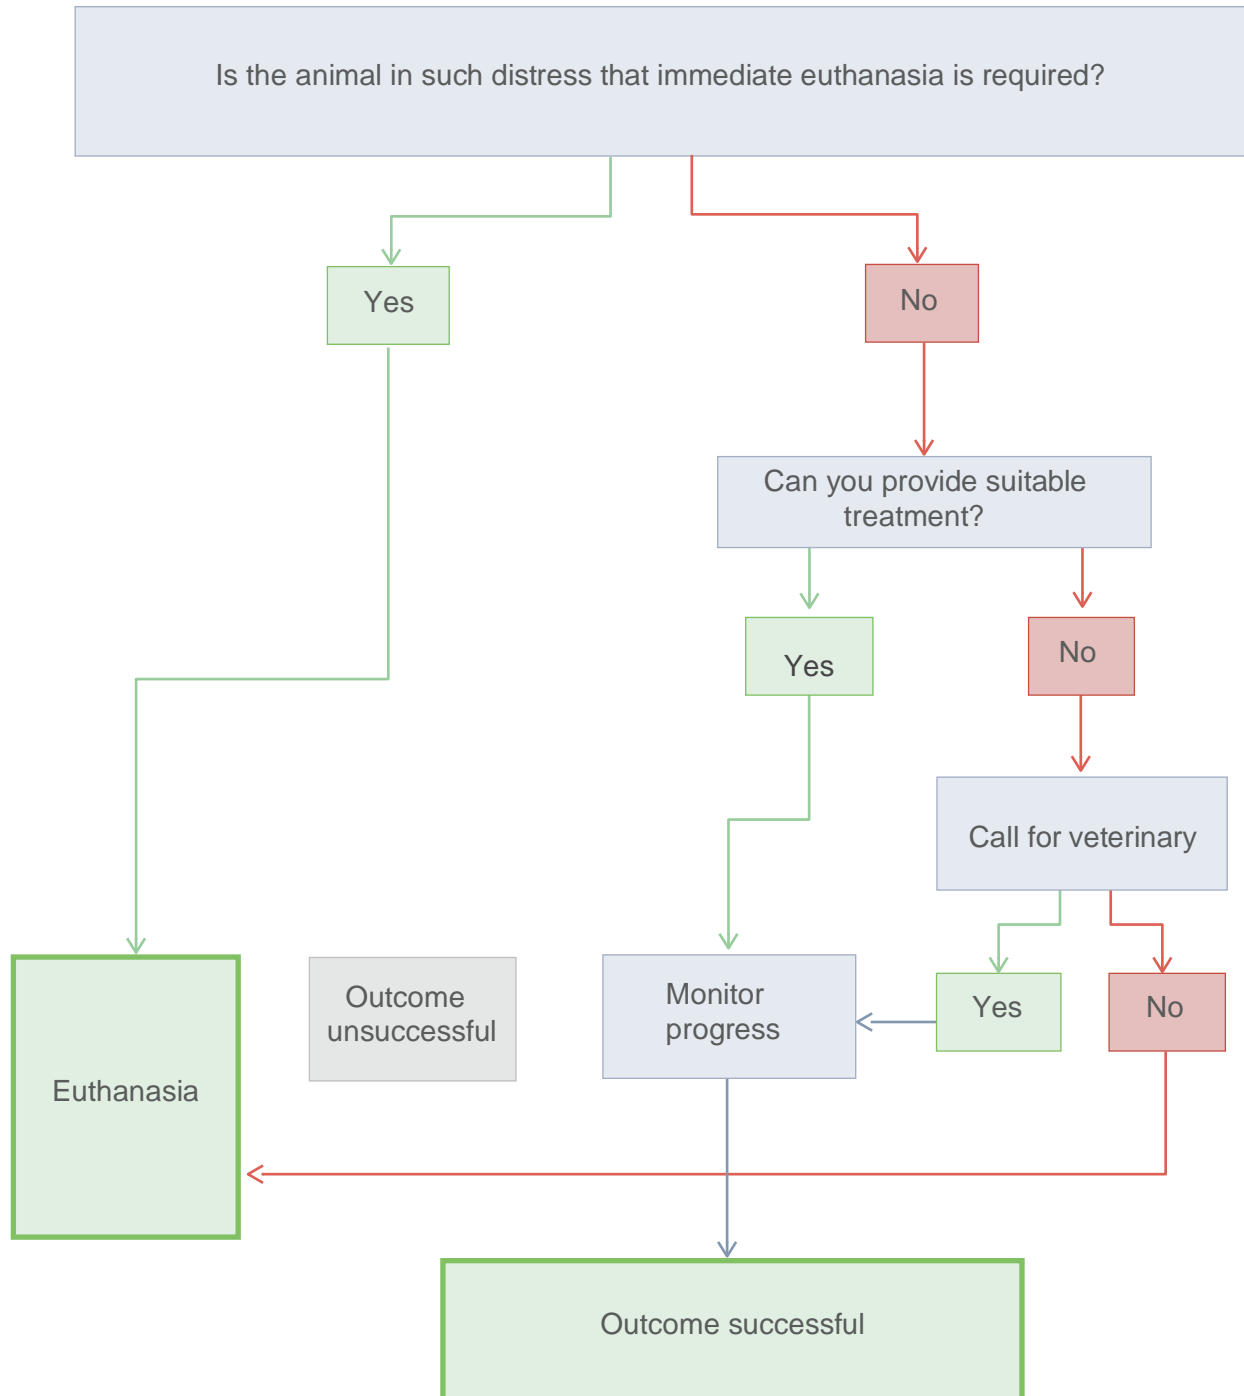 Is the animal in such distress that immediate euthanasia is required?
Yes
No
Can you provide suitable
treatment?
Yes
No
Call for veterinary
Outcome
unsuccessful
Monitor
progress
Yes
No
Euthanasia
Outcome successful